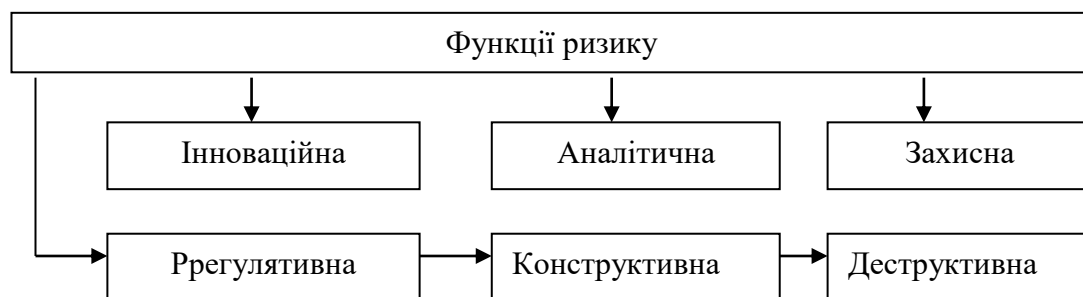 Функції ризику
Інноваційна
Аналітична
Захисна
Ррегулятивна
Конструктивна
Деструктивна